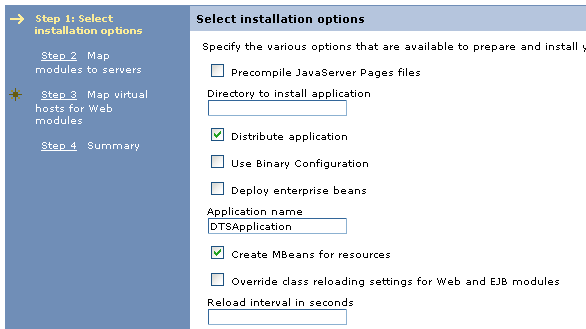 Step 1: Select
installation options
Step 2 Map
modules to servers
Step 3 Map virtual
hosts for Web
modules
Step 4 Summary
Select installation options
Specify the various options that are available to prepare and install y
Precompile JavaServer Pages files
Directory to install application
Distribute application
Use Binary Configuration
Deploy enterprise beans
Application name
DTSApplication
Create MBeans for resources
Override class reloading settings for Web and EJB modules
Reload interval in seconds